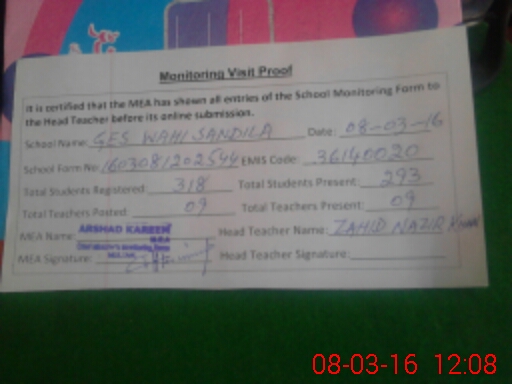 Monitoring Visit Proof
It is certified that the MEA has shown all entries of the School Monitoring Form to
the Head Teacher before its online submission.
School Name: GES WAHI SANDILA Date: 08-03-16
School Form No: 1603081202544 EMIS Code: 36140020
Total Students Registered: 318 Total Students Present: 293
Total Teachers Posted: 09 Total Teachers Present: 09
MEA Name: ARSHAD KAREEM Head Teacher Name: ZAHID NAZIR
MEA Signature: Head Teacher Signature:
08-03-16 12:08